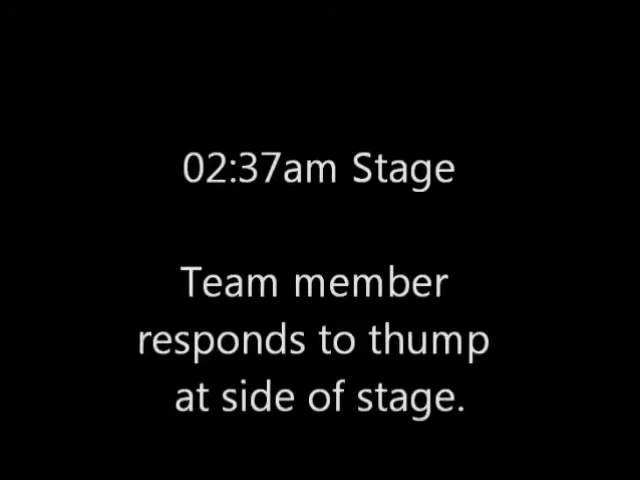 02:37am Stage
Team member
responds to thump
at side of stage.